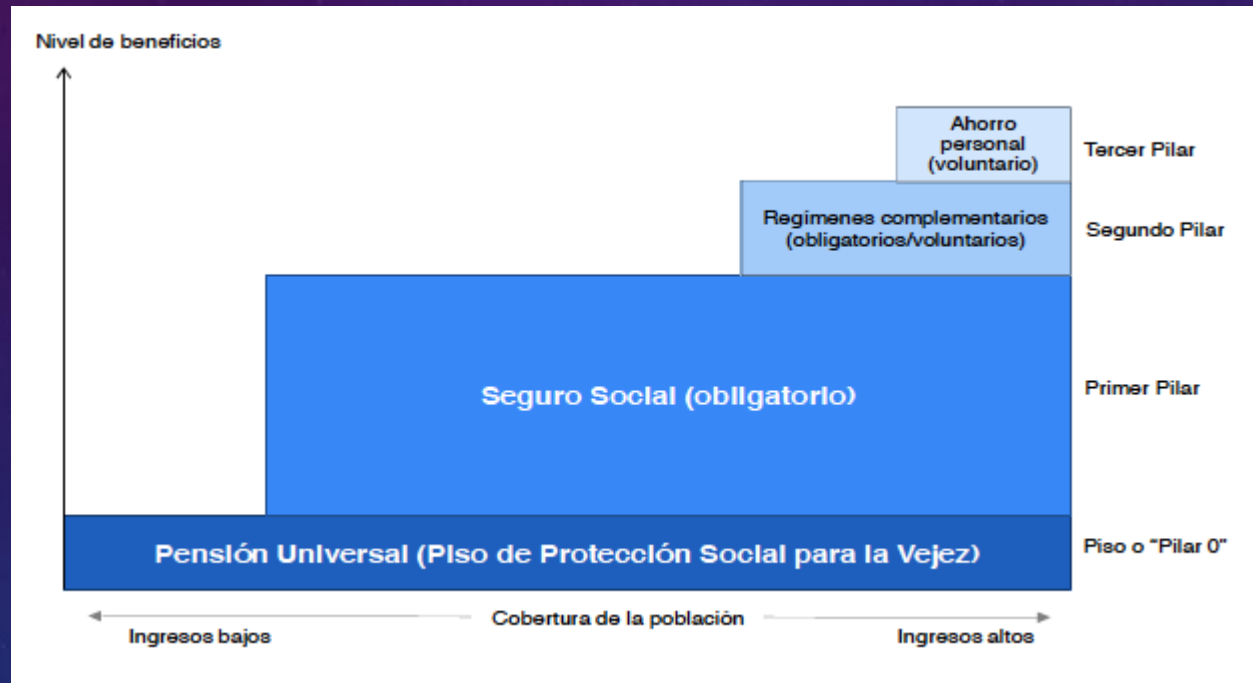 Nivel de beneficios
Ahorro
personal
(voluntario)
Tercer Pilar
Regímenes complementarios
(obligatorios/voluntarios)
Segundo Pilar
Seguro Social (obligatorio)
Primer Pilar
Pensión Universal (Piso de Protección Social para la Vejez)
Piso o "Pilar 0"
Cobertura de la población
Ingresos bajos
Ingresos altos